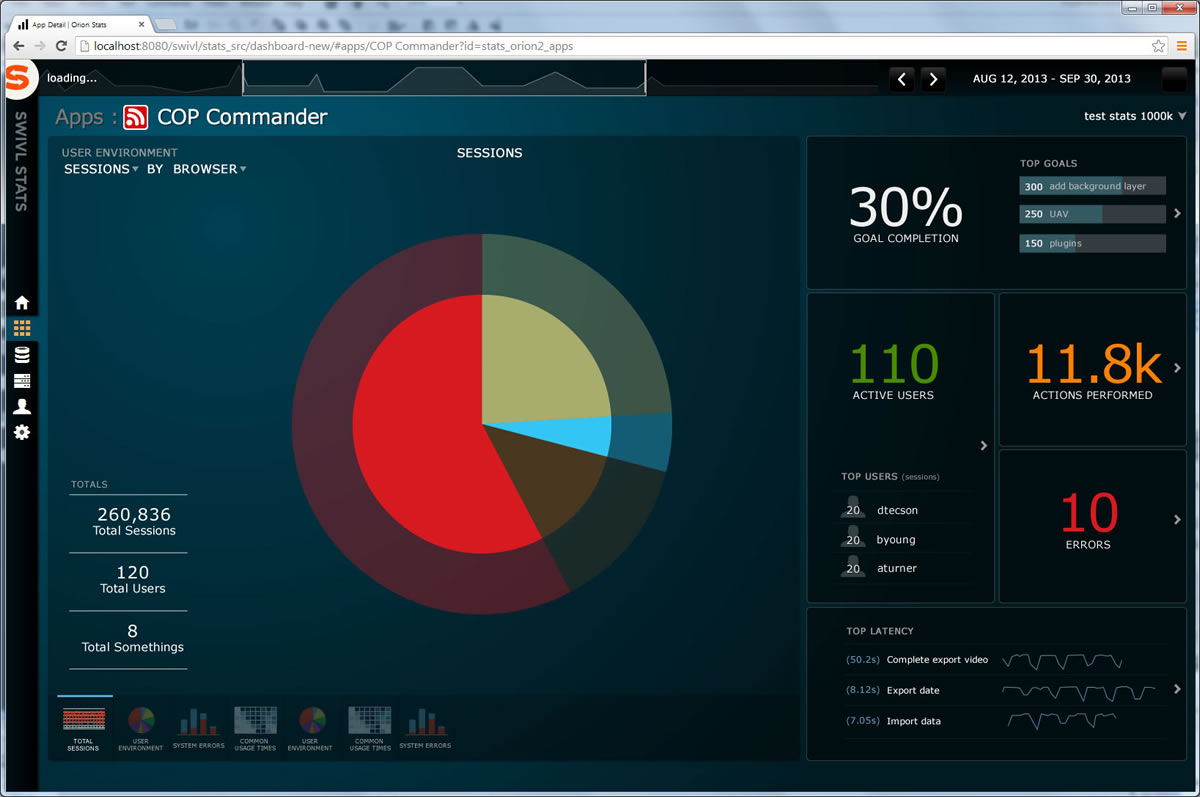 App Detail | Orion Stats
localhost:8080/swivl/stats_src/dashboard-new/#apps/COP Commander?id=stats_orion2_apps
S
loading...
AUG 12, 2013 - SEP 30, 2013
SWIVL STATS
Apps : COP Commander
test stats 1000k
USER ENVIRONMENT
SESSIONS BY BROWSER
SESSIONS
TOTALS
260,836
Total Sessions
120
Total Users
8
Total Somethings
TOTAL SESSIONS
USER ENVIRONMENT
SYSTEM ERRORS
COMMON USAGE TIMES
USER ENVIRONMENT
COMMON USAGE TIMES
SYSTEM ERRORS
30%
GOAL COMPLETION
TOP GOALS
300 add background layer
250 UAV
150 plugins
110
ACTIVE USERS
TOP USERS (sessions)
20 dtecson
20 byoung
20 aturner
11.8k
ACTIONS PERFORMED
10
ERRORS
TOP LATENCY
(50.2s) Complete export video
(8.12s) Export date
(7.05s) Import data